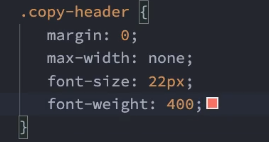 .copy-header {
margin: 0;
max-width: none;
font-size: 22px;
font-weight: 400;
}